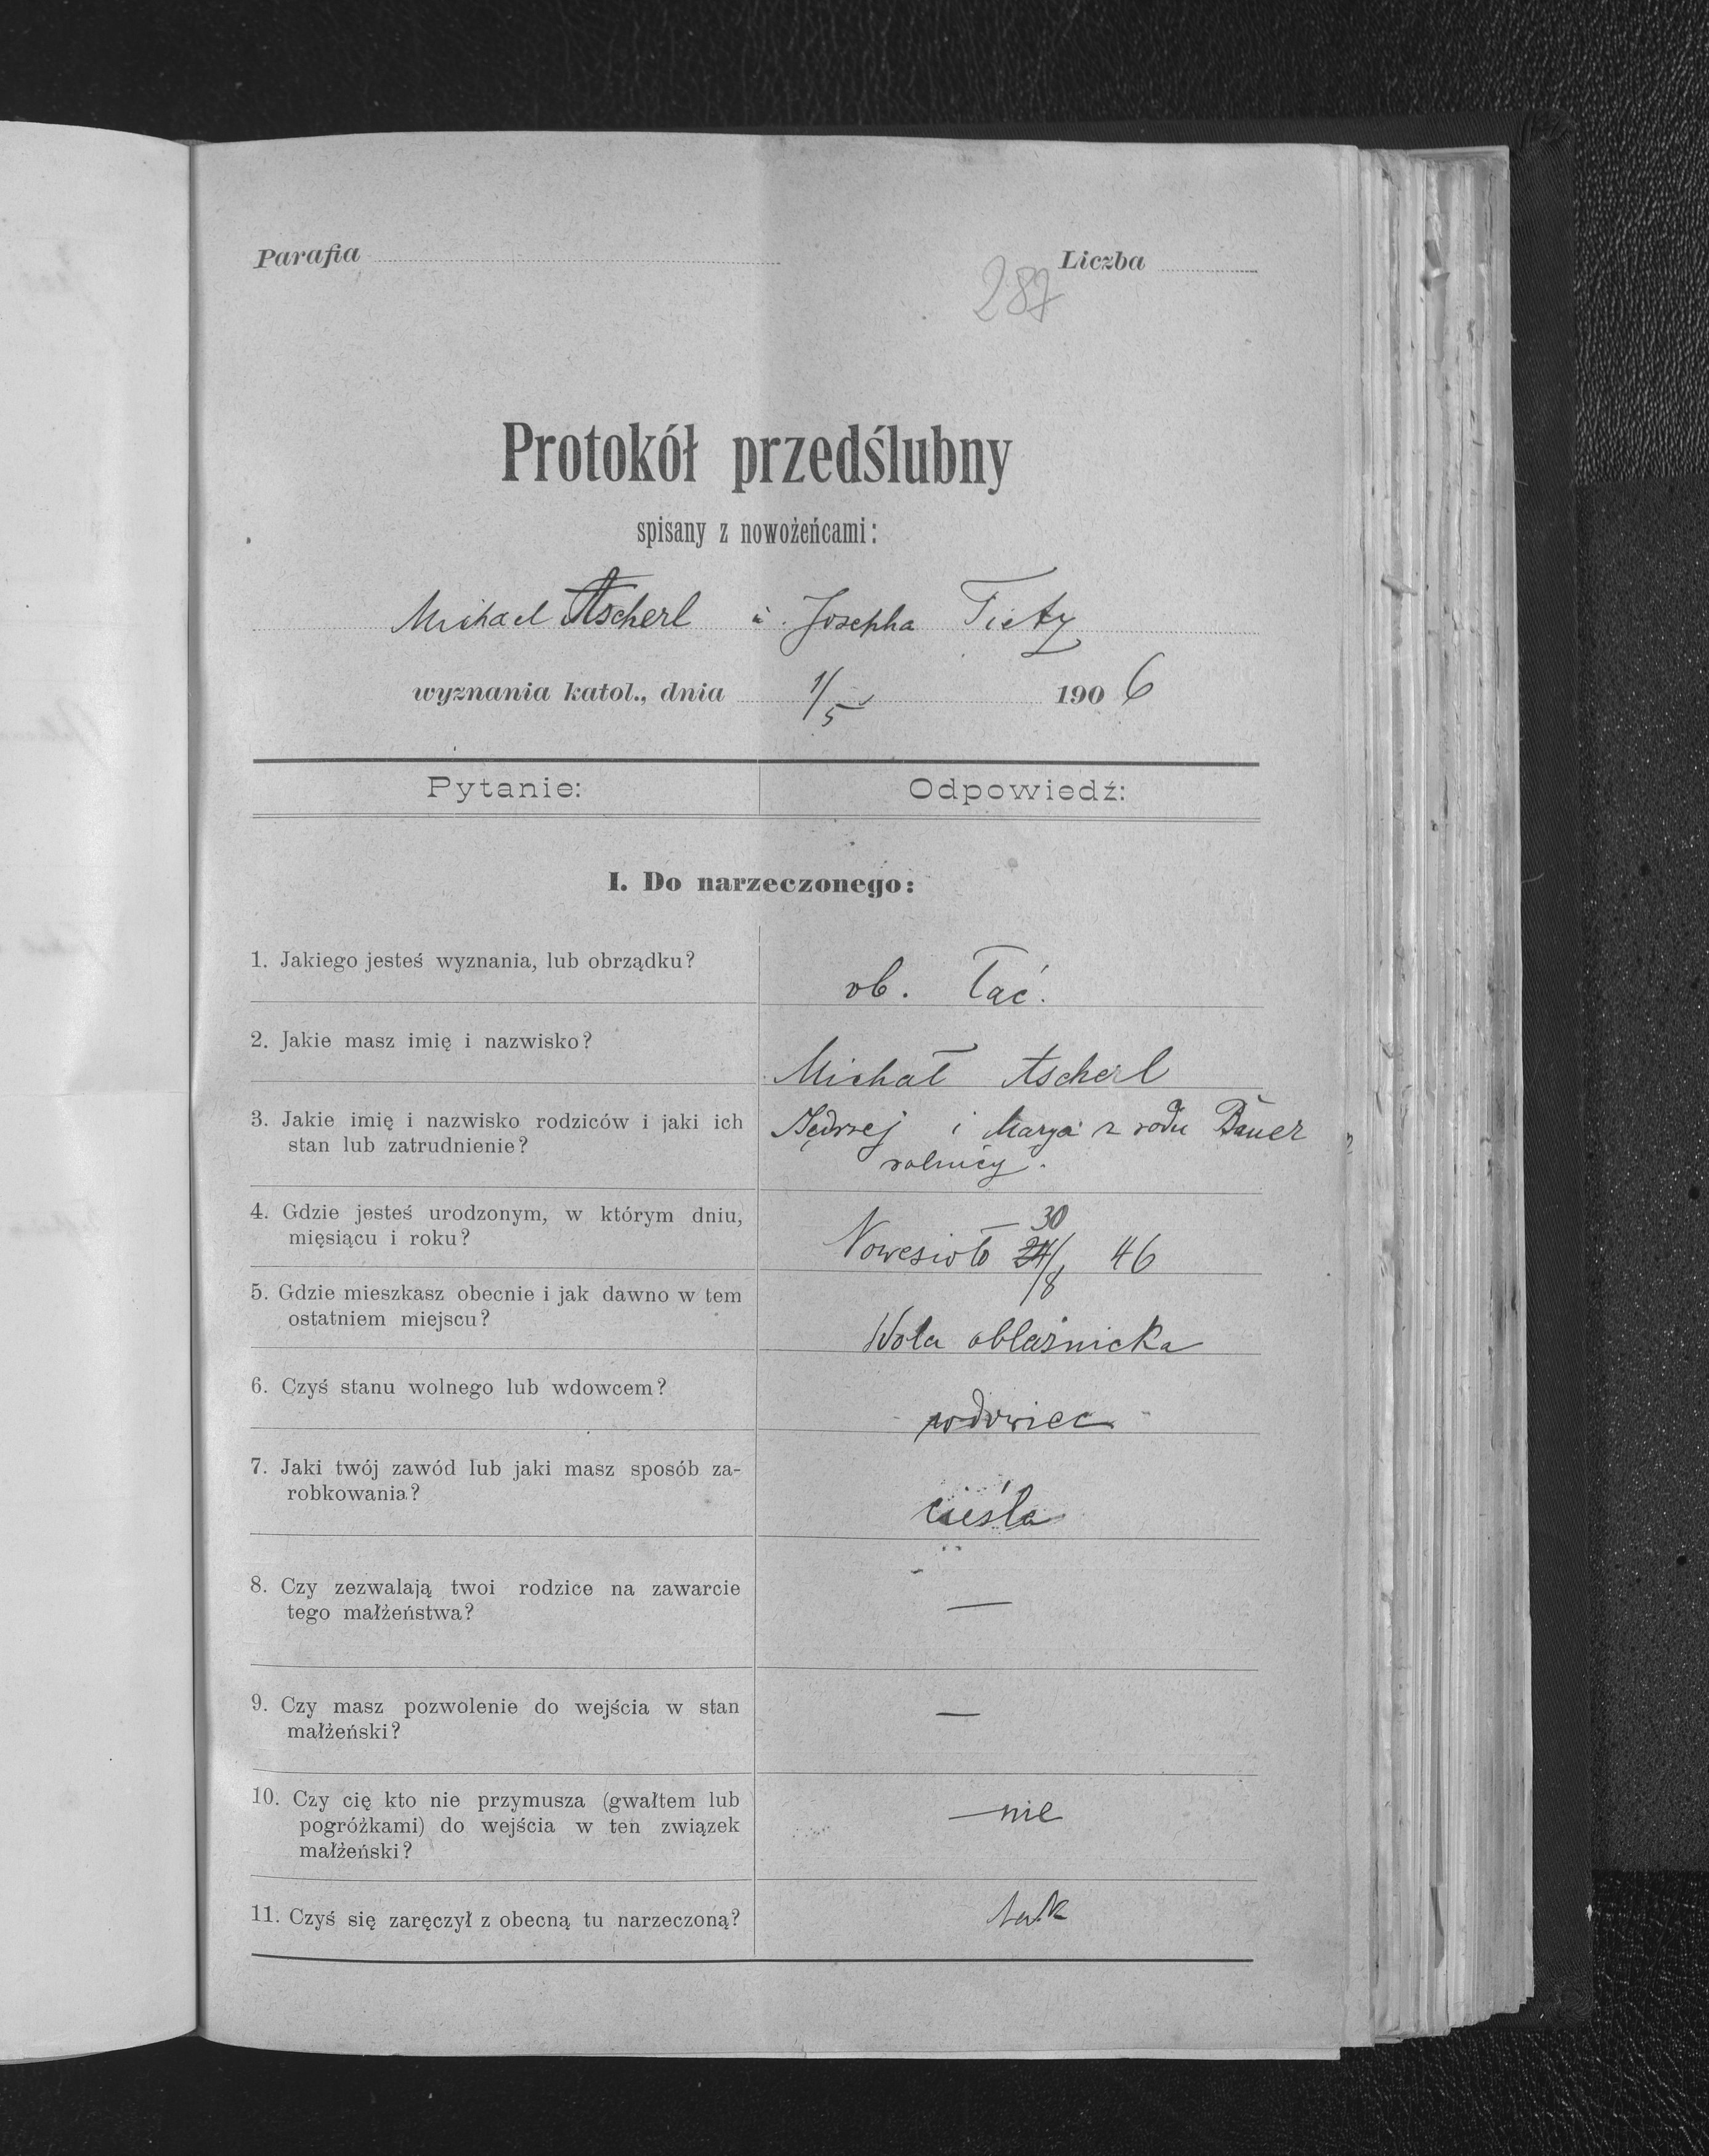 Parafia
Liczba
287
Protokół przedślubny
spisany z nowożeńcami:
Michael Ascherl i Josepha Tietz
wyznania katol., dnia 1/5 1906
Pytanie:
Odpowiedź:
I. Do narzeczonego:
1. Jakiego jesteś wyznania, lub obrządku?
ob. łać.
2. Jakie masz imię i nazwisko?
Michał Ascherl
3. Jakie imię i nazwisko rodziców i jaki ich
stan lub zatrudnienie?
Jędrzej i Marya z rodu Bauer
rolnicy.
4. Gdzie jesteś urodzonym, w którym dniu,
miesiącu i roku?
30
Nowesioło 24/8 46
5. Gdzie mieszkasz obecnie i jak dawno w tem
ostatniem miejscu?
Wola oblaźnicka
6. Czyś stanu wolnego lub wdowcem?
wdowiec
7. Jaki twój zawód lub jaki masz sposób za-
robkowania?
cieśla
8. Czy zezwalają twoi rodzice na zawarcie
tego małżeństwa?
—
9. Czy masz pozwolenie do wejścia w stan
małżeński?
—
10. Czy cię kto nie przymusza (gwałtem lub
pogróżkami) do wejścia w ten związek
małżeński?
nie
11. Czyś się zaręczył z obecną tu narzeczoną?
tak